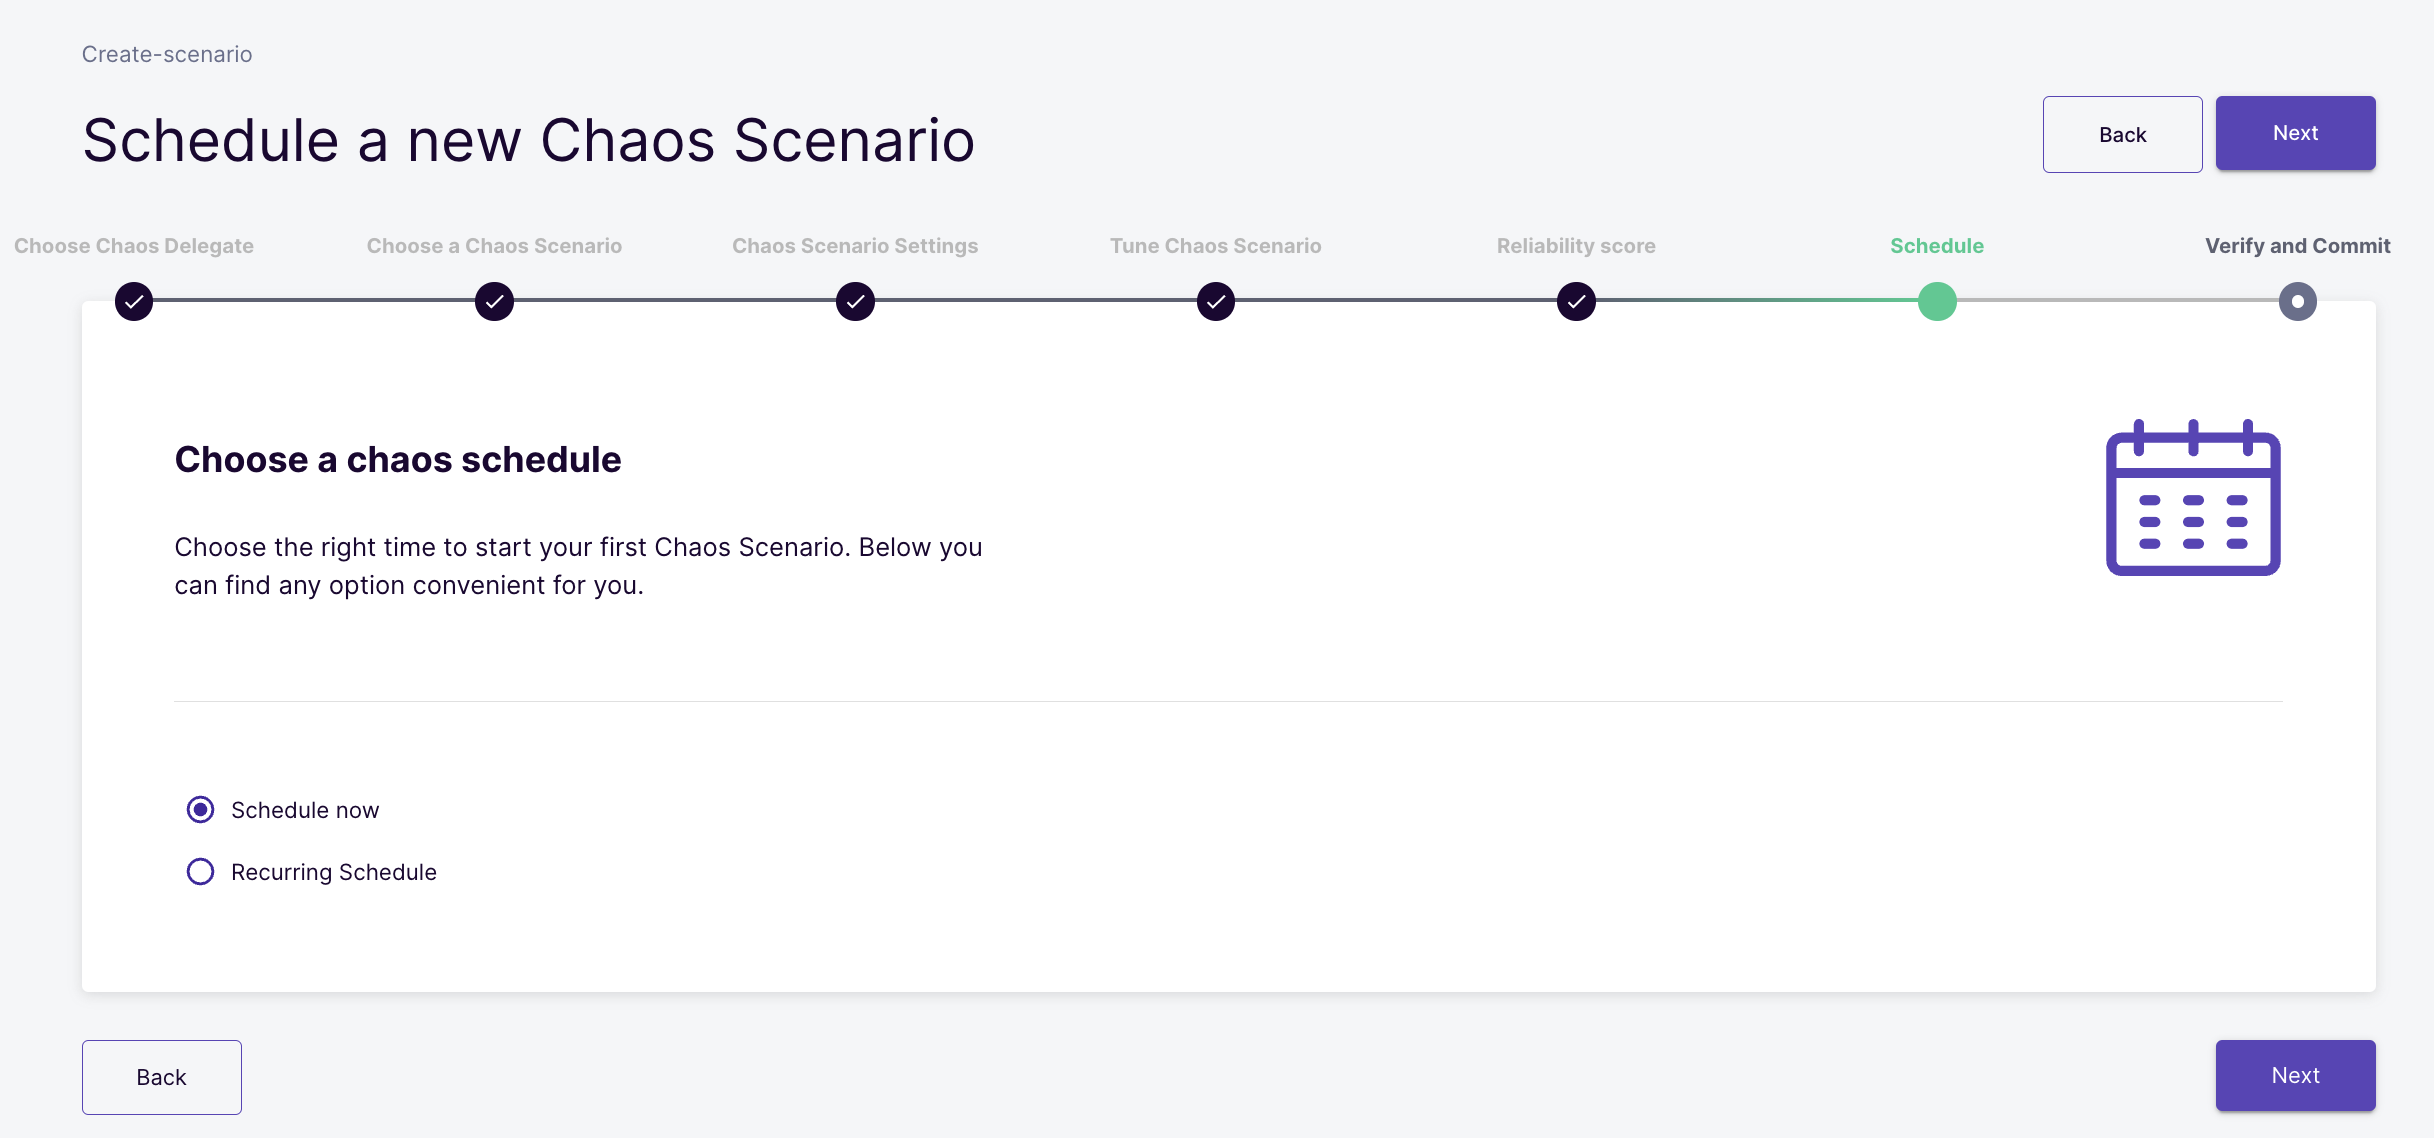 Create-scenario
Schedule a new Chaos Scenario
Back
Next
Choose Chaos Delegate
Choose a Chaos Scenario
Chaos Scenario Settings
Tune Chaos Scenario
Reliability score
Schedule
Verify and Commit
Choose a chaos schedule
Choose the right time to start your first Chaos Scenario. Below you
can find any option convenient for you.
Schedule now
Recurring Schedule
Back
Next